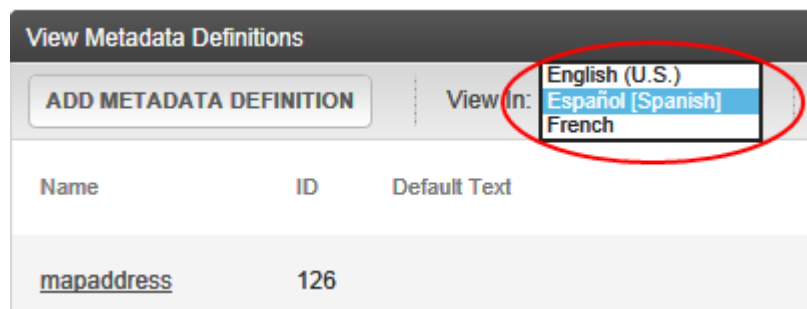 View Metadata Definitions
English (U.S.)
ADD METADATA DEFINITION View In: Español [Spanish]
French
Name ID Default Text
mapaddress 126